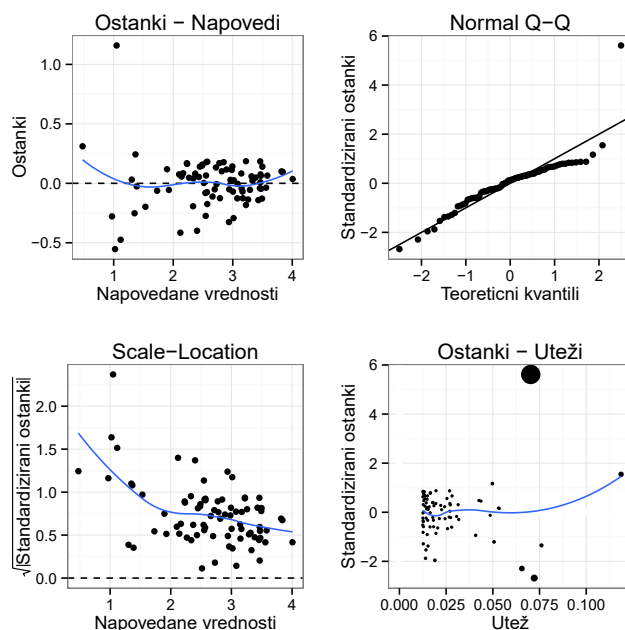 Ostanki − Napovedi
Ostanki
1.0
0.5
0.0
−0.5
1 2 3 4
Napovedane vrednosti
Normal Q−Q
Standardizirani ostanki
6
4
2
0
−2
−2 −1 0 1 2
Teoreticni kvantili
Scale−Location
√|Standardizirani ostanki|
2.0
1.5
1.0
0.5
0.0
0 1 2 3 4
Napovedane vrednosti
Ostanki − Uteži
Standardizirani ostanki
6
4
2
0
−2
0.000 0.025 0.050 0.075 0.100
Utež